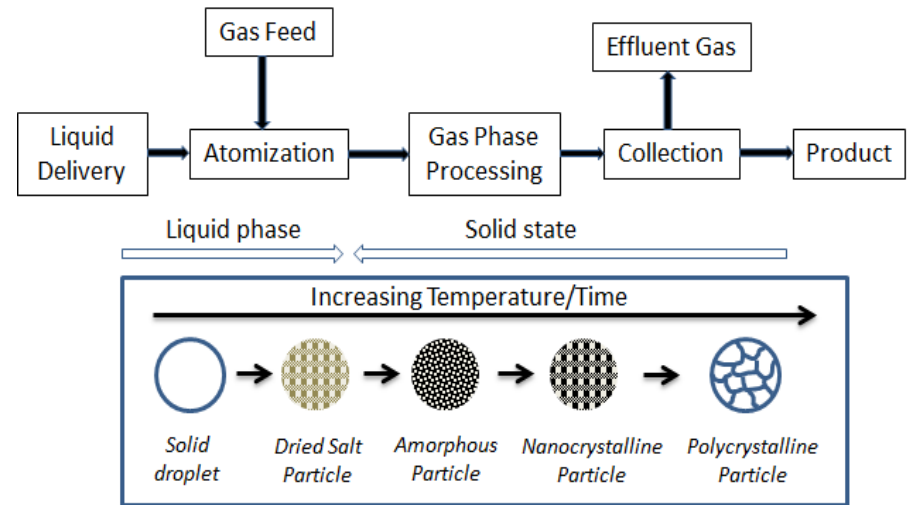 Gas Feed
Effluent Gas
Liquid
Delivery
Atomization
Gas Phase
Processing
Collection
Product
Liquid phase
Solid state
Increasing Temperature/Time
Solid
droplet
Dried Salt
Particle
Amorphous
Particle
Nanocrystalline
Particle
Polycrystalline
Particle